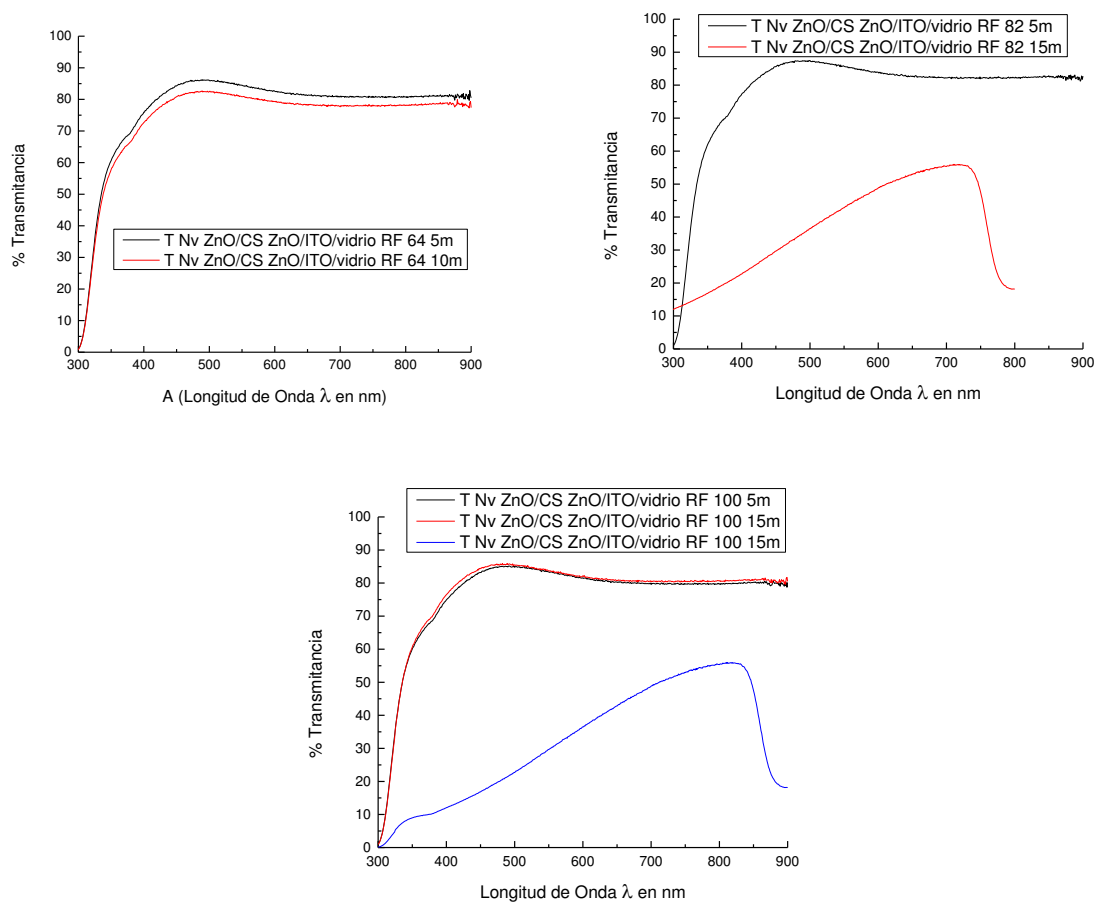 T Nv ZnO/CS ZnO/ITO/vidrio RF 64 5m
T Nv ZnO/CS ZnO/ITO/vidrio RF 64 10m
% Transmitancia
100
90
80
70
60
50
40
30
20
10
0
300 400 500 600 700 800 900
A (Longitud de Onda λ en nm)
T Nv ZnO/CS ZnO/ITO/vidrio RF 82 5m
T Nv ZnO/CS ZnO/ITO/vidrio RF 82 15m
% Transmitancia
100
90
80
70
60
50
40
30
20
10
0
300 400 500 600 700 800 900
Longitud de Onda λ en nm
T Nv ZnO/CS ZnO/ITO/vidrio RF 100 5m
T Nv ZnO/CS ZnO/ITO/vidrio RF 100 15m
T Nv ZnO/CS ZnO/ITO/vidrio RF 100 15m
% Transmitancia
100
90
80
70
60
50
40
30
20
10
0
300 400 500 600 700 800 900
Longitud de Onda λ en nm